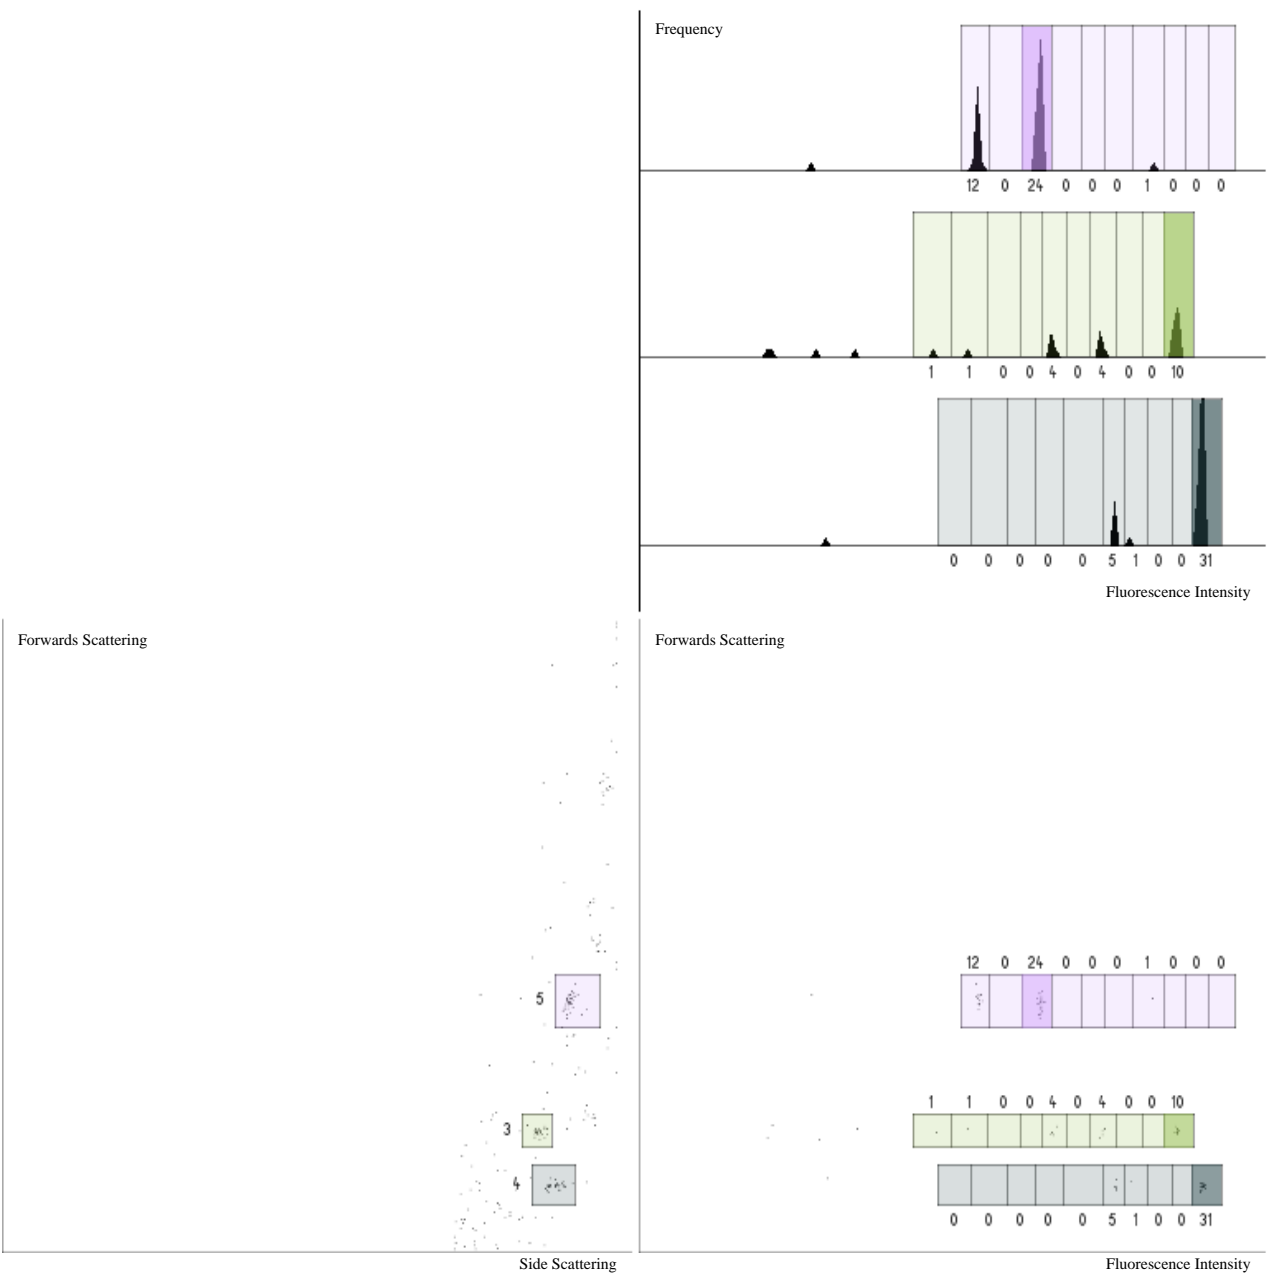 Frequency
12 0 24 0 0 0 1 0 0 0
1 1 0 0 4 0 4 0 0 10
0 0 0 0 0 5 1 0 0 31
Fluorescence Intensity
Forwards Scattering
5
3
4
Side Scattering
Forwards Scattering
12 0 24 0 0 0 1 0 0 0
1 1 0 0 4 0 4 0 0 10
0 0 0 0 0 5 1 0 0 31
Fluorescence Intensity